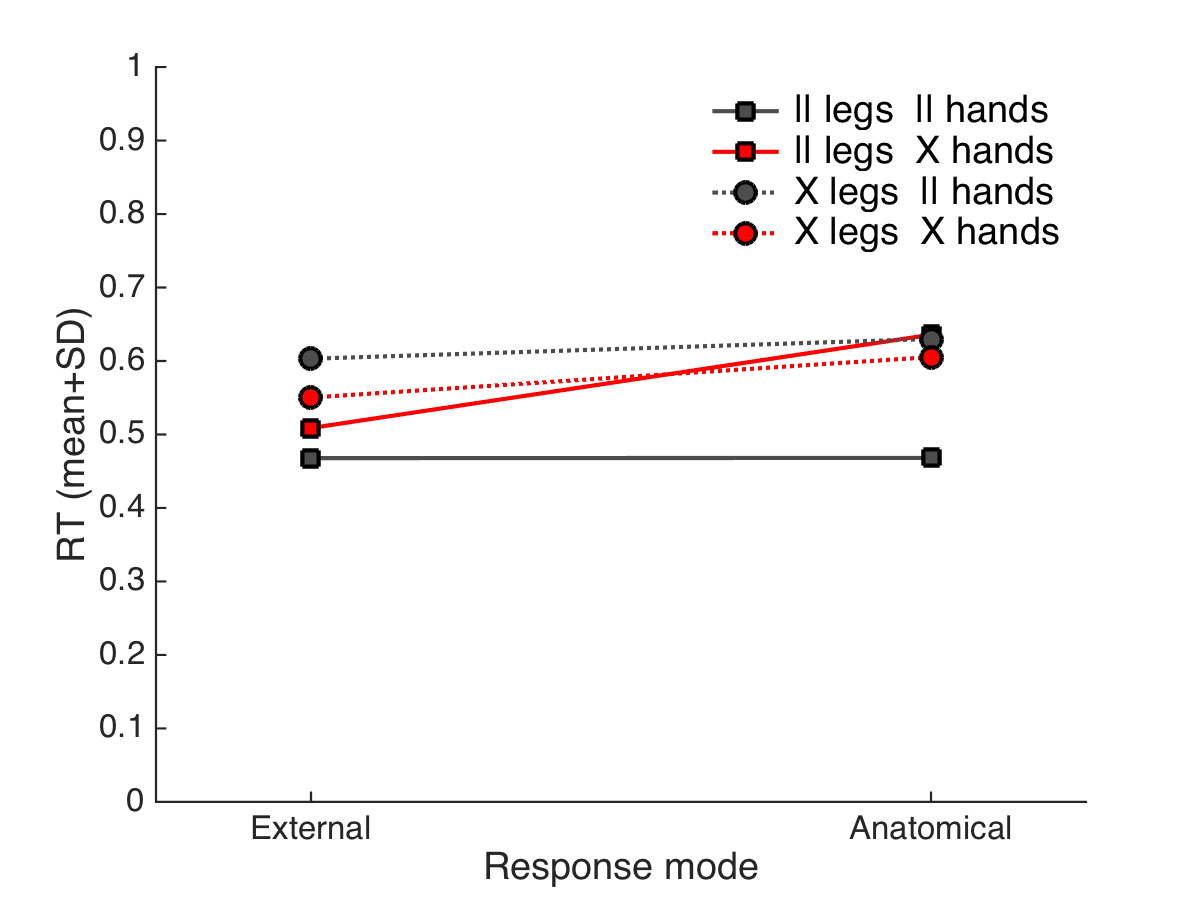 1
0.9
0.8
0.7
0.6
0.5
0.4
0.3
0.2
0.1
0
RT (mean+SD)
ll legs  ll hands
ll legs  X hands
X legs  ll hands
X legs  X hands
External
Anatomical
Response mode